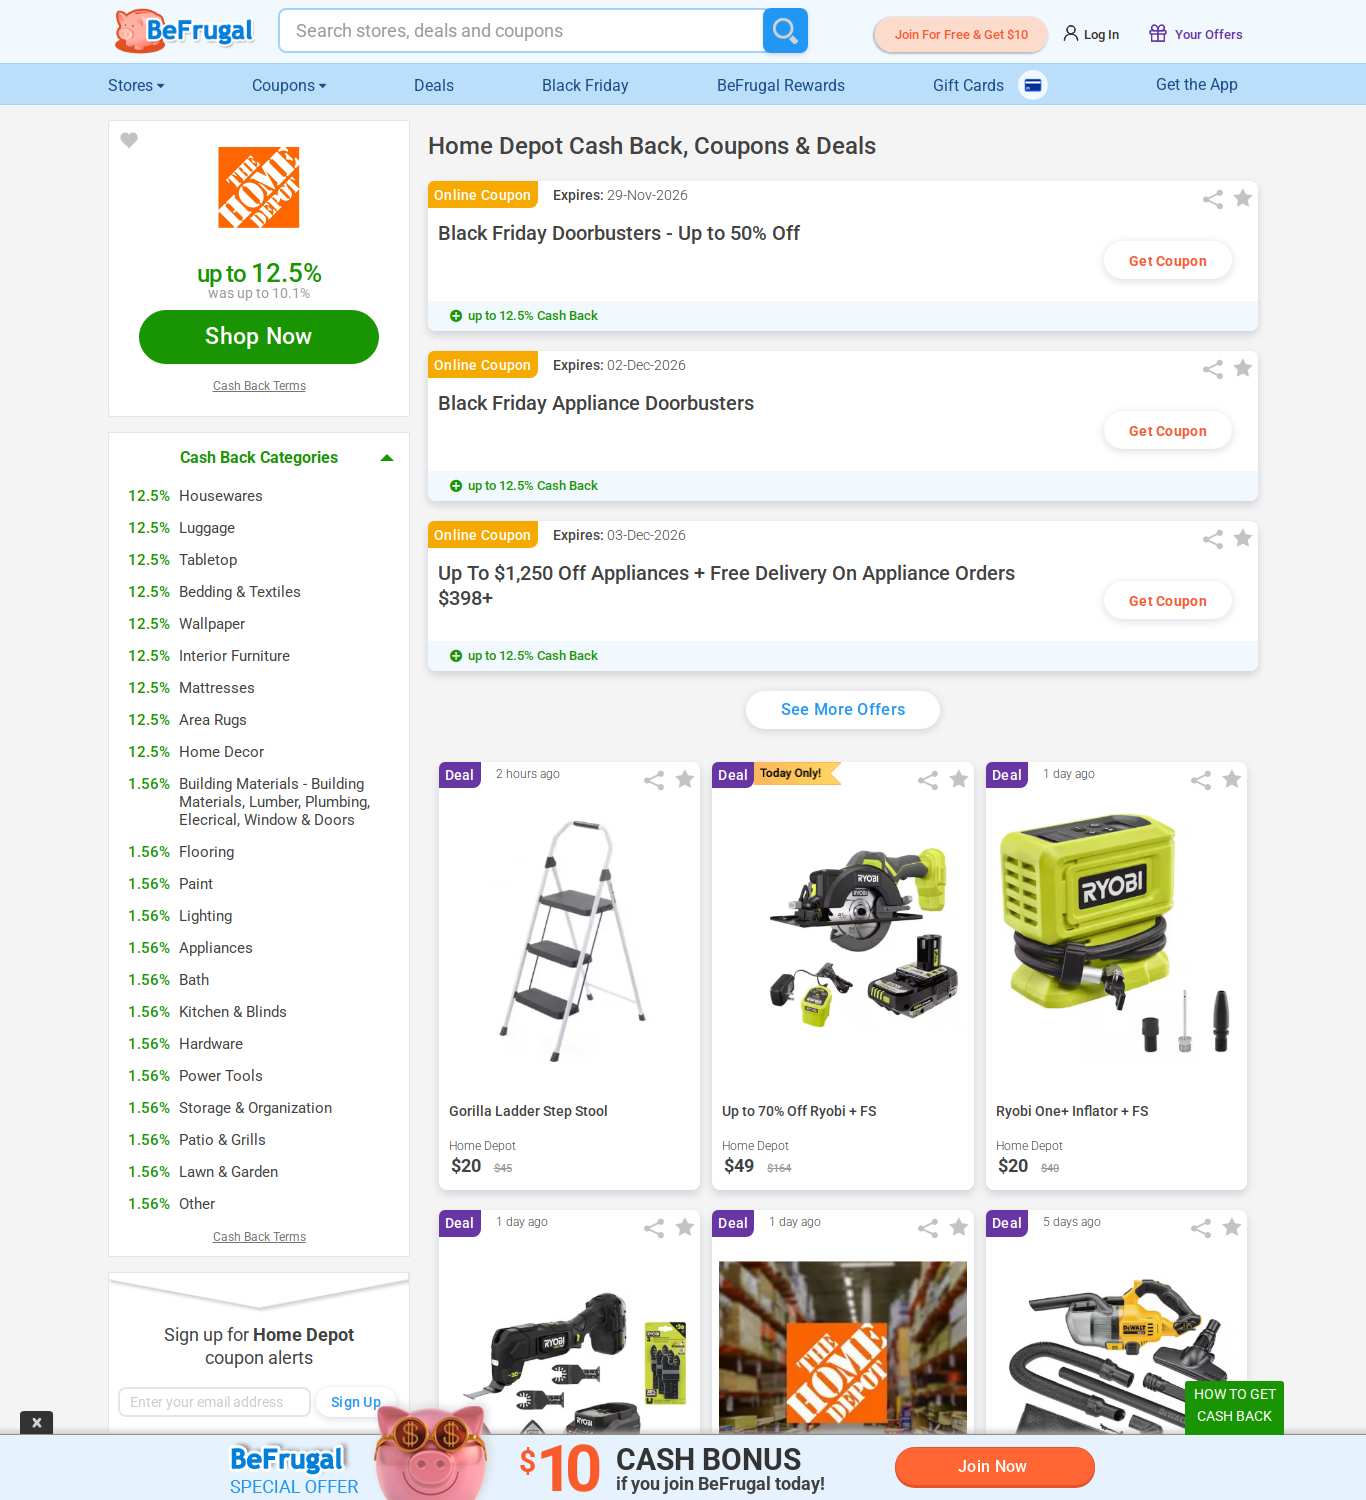 BeFrugal
Search stores, deals and coupons
Join For Free & Get $10
Log In
Your Offers
Stores
Coupons
Deals
Black Friday
BeFrugal Rewards
Gift Cards
Get the App
THE HOME DEPOT
up to 12.5%
was up to 10.1%
Shop Now
Cash Back Terms
Cash Back Categories
12.5% Housewares
12.5% Luggage
12.5% Tabletop
12.5% Bedding & Textiles
12.5% Wallpaper
12.5% Interior Furniture
12.5% Mattresses
12.5% Area Rugs
12.5% Home Decor
1.56% Building Materials - Building
Materials, Lumber, Plumbing,
Elecrical, Window & Doors
1.56% Flooring
1.56% Paint
1.56% Lighting
1.56% Appliances
1.56% Bath
1.56% Kitchen & Blinds
1.56% Hardware
1.56% Power Tools
1.56% Storage & Organization
1.56% Patio & Grills
1.56% Lawn & Garden
1.56% Other
Cash Back Terms
Sign up for Home Depot
coupon alerts
Enter your email address
Sign Up
Home Depot Cash Back, Coupons & Deals
Online Coupon Expires: 29-Nov-2026
Black Friday Doorbusters - Up to 50% Off
Get Coupon
up to 12.5% Cash Back
Online Coupon Expires: 02-Dec-2026
Black Friday Appliance Doorbusters
Get Coupon
up to 12.5% Cash Back
Online Coupon Expires: 03-Dec-2026
Up To $1,250 Off Appliances + Free Delivery On Appliance Orders
$398+
Get Coupon
up to 12.5% Cash Back
See More Offers
Deal 2 hours ago
Gorilla Ladder Step Stool
Home Depot
$20 $45
Deal Today Only!
RYOBI
Up to 70% Off Ryobi + FS
Home Depot
$49 $164
Deal 1 day ago
RYOBI
Ryobi One+ Inflator + FS
Home Depot
$20 $40
Deal 1 day ago
RYOBI
RYOBI
Deal 1 day ago
THE HOME DEPOT
Deal 5 days ago
DEWALT
HOW TO GET
CASH BACK
x
BeFrugal
SPECIAL OFFER
$ $
$10
CASH BONUS
if you join BeFrugal today!
Join Now